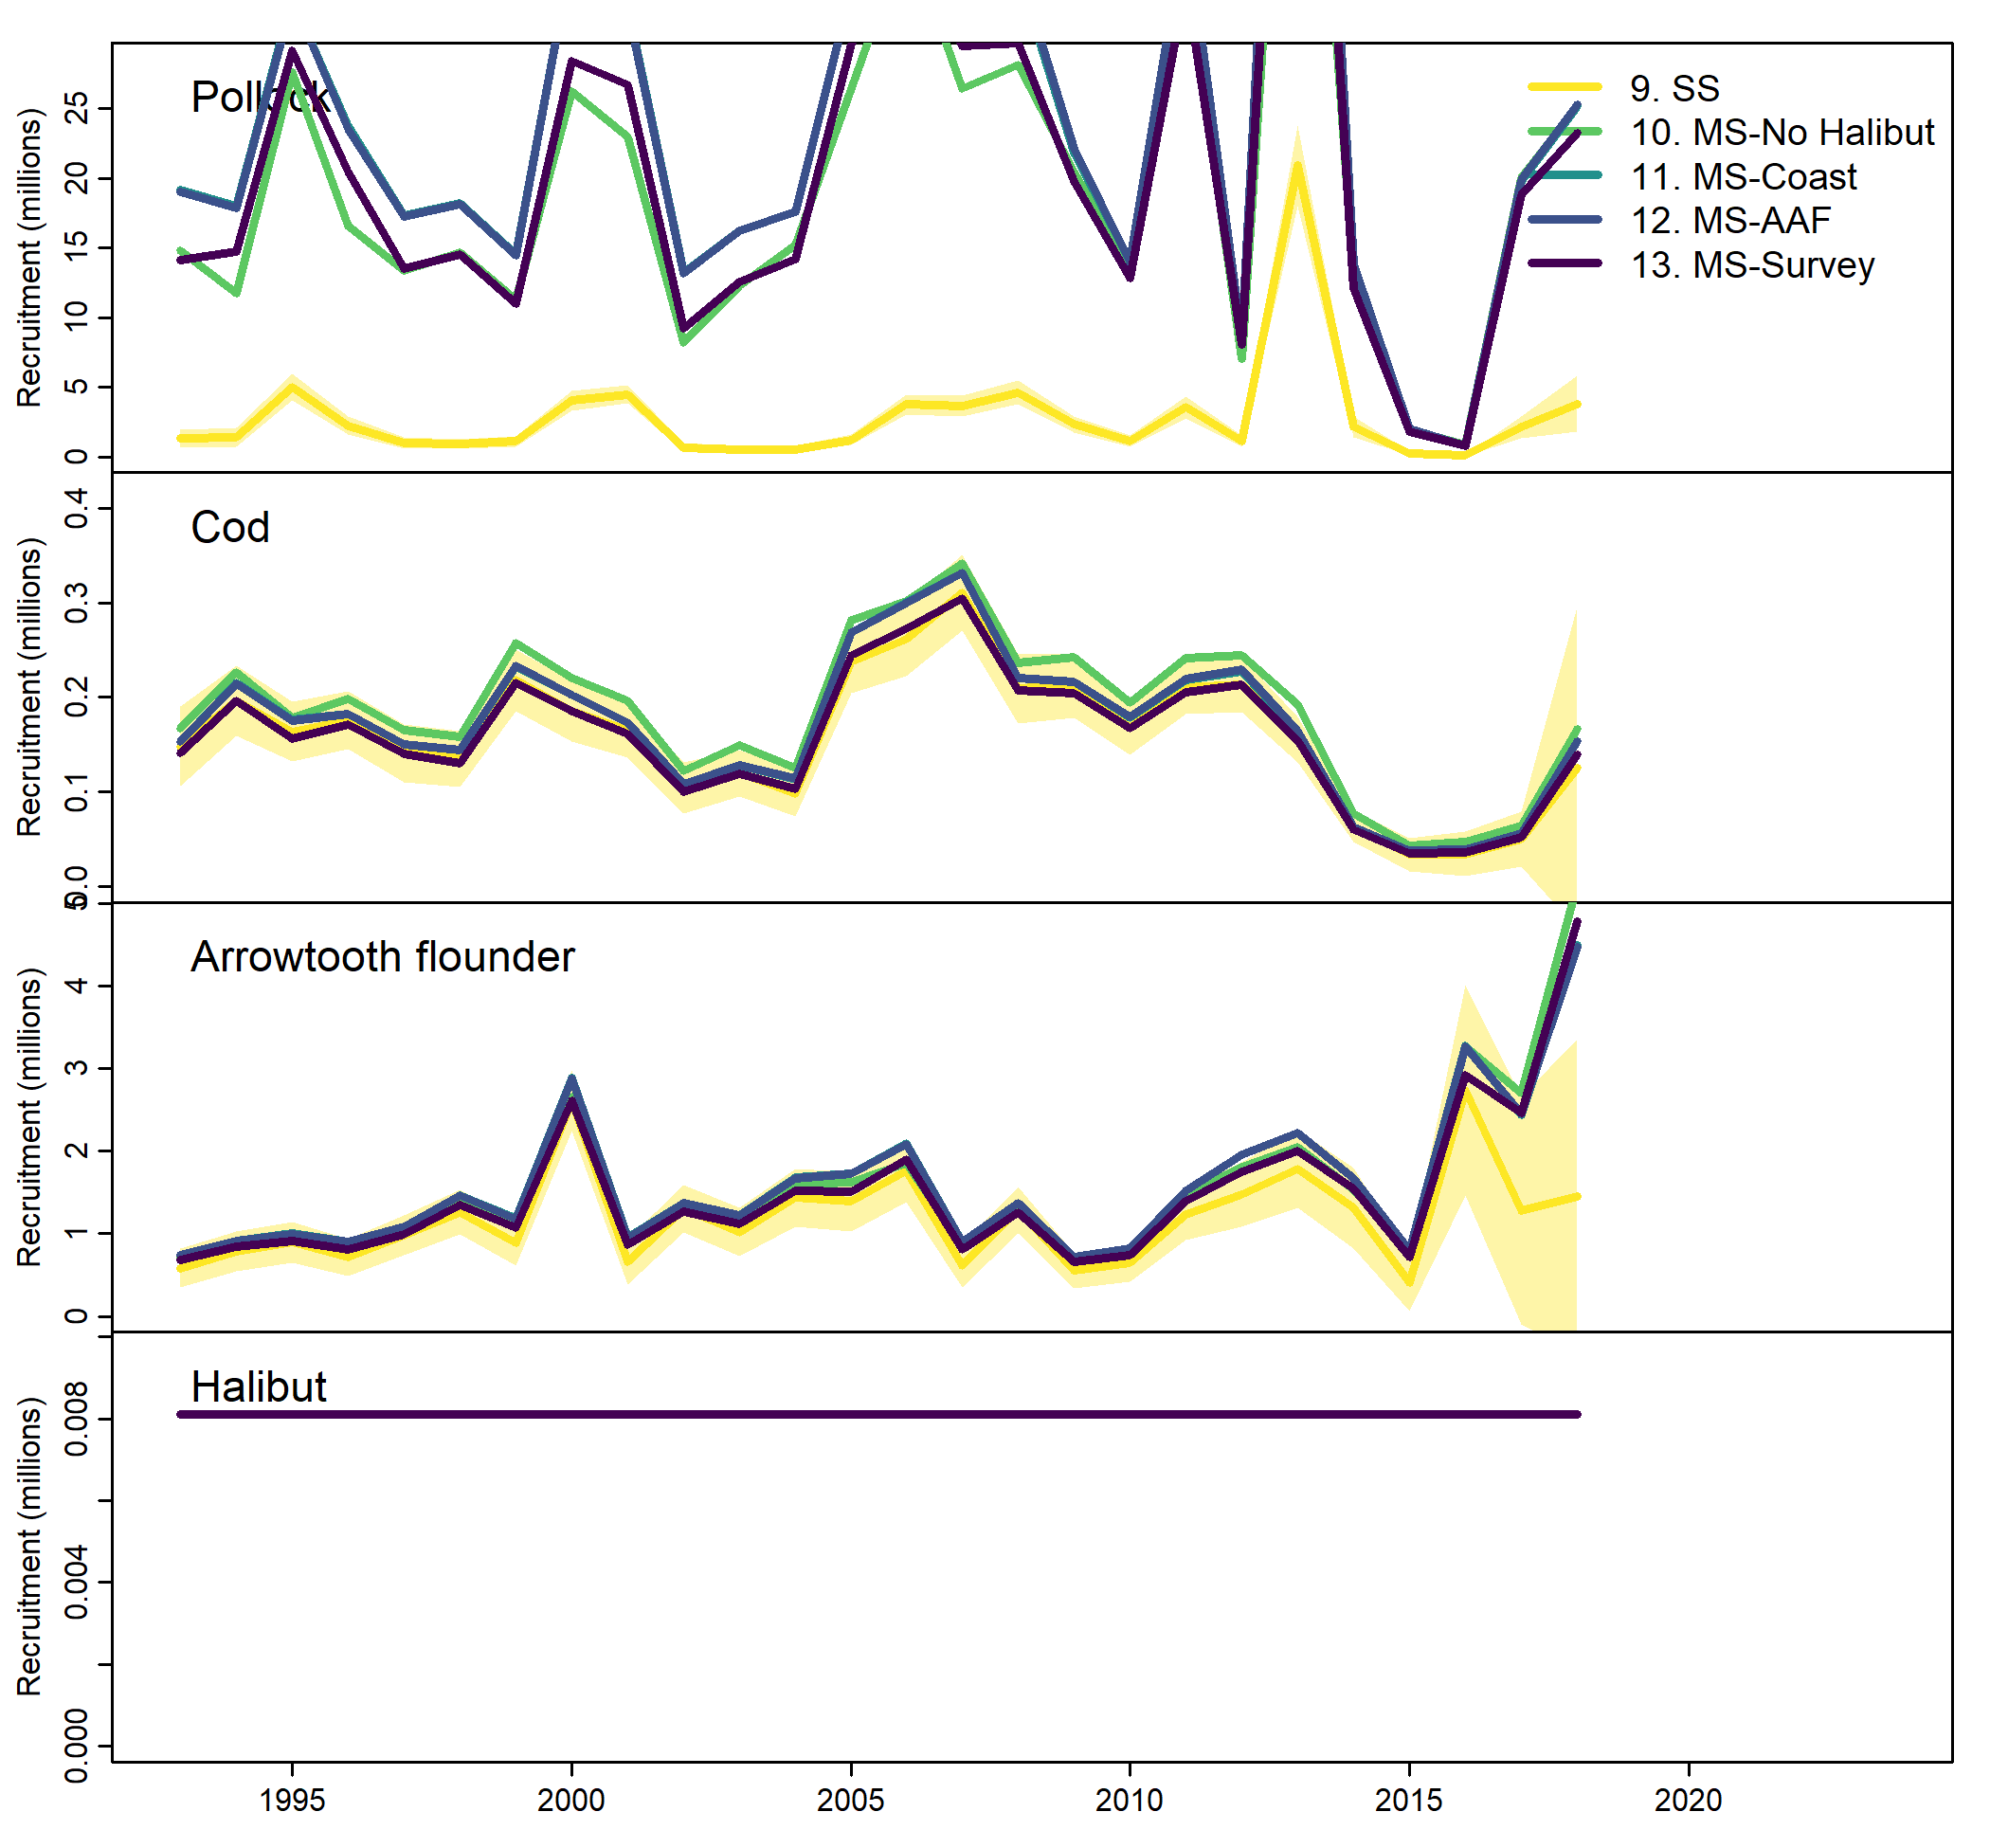 Pollock
Recruitment (millions)
0
5
10
15
20
25
9. SS
10. MS-No Halibut
11. MS-Coast
12. MS-AAF
13. MS-Survey
Cod
Recruitment (millions)
0.0
0.1
0.2
0.3
0.4
Arrowtooth flounder
Recruitment (millions)
0
1
2
3
4
5
Halibut
Recruitment (millions)
0.000
0.004
0.008
1995
2000
2005
2010
2015
2020